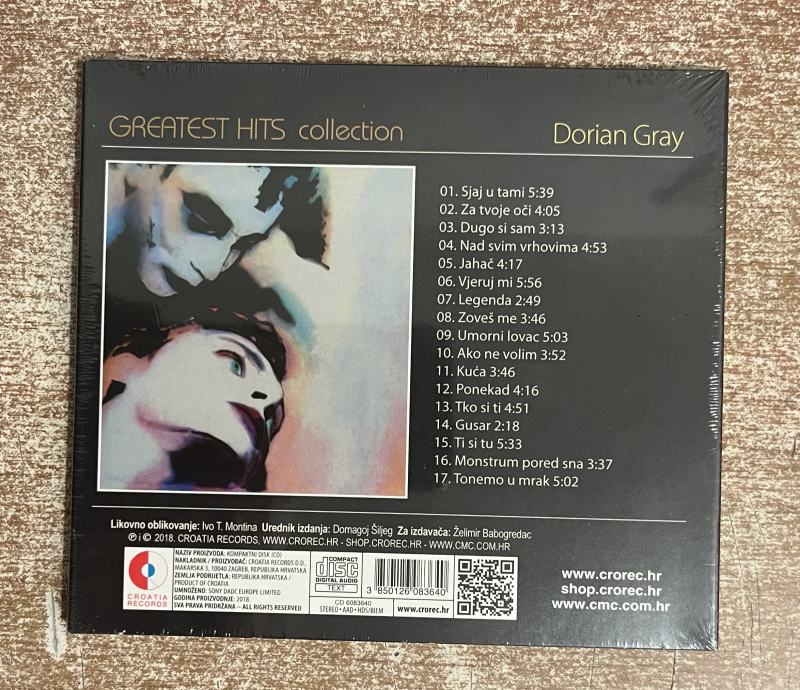 GREATEST HITS collection
Dorian Gray
01. Sjaj u tami 5:39
02. Za tvoje oči 4:05
03. Dugo si sam 3:13
04. Nad svim vrhovima 4:53
05. Jahač 4:17
06. Vjeruj mi 5:56
07. Legenda 2:49
08. Zoveš me 3:46
09. Umorni lovac 5:03
10. Ako ne volim 3:52
11. Kuća 3:46
12. Ponekad 4:16
13. Tko si ti 4:51
14. Gusar 2:18
15. Ti si tu 5:33
16. Monstrum pored sna 3:37
17. Tonemo u mrak 5:02
Likovno oblikovanje: Ivo T. Montina Urednik izdanja: Domagoj Šiljeg Za izdavača: Želimir Babogredac
℗ i © 2018. CROATIA RECORDS, WWW.CROREC.HR - SHOP.CROREC.HR - WWW.CMC.COM.HR
CROATIA
RECORDS
NAZIV PROIZVODA: KOMPAKTNI DISK (CD)
NAKLADNIK / PROIZVOĐAČ: CROATIA RECORDS D.D.,
MAKARSKA 3, 10040 ZAGREB, REPUBLIKA HRVATSKA
ZEMLJA PODRIJETLA: REPUBLIKA HRVATSKA /
PRODUCT OF CROATIA
UMNOŽENO: SONY DADC EUROPE LIMITED
GODINA PROIZVODNJE: 2018.
SVA PRAVA PRIDRŽANA – ALL RIGHTS RESERVED
COMPACT
disc
DIGITAL AUDIO
TEXT
CD 6083640
STEREO • AAD • HDS/BIEM
3 850126 083640
www.crorec.hr
www.crorec.hr
shop.crorec.hr
www.cmc.com.hr